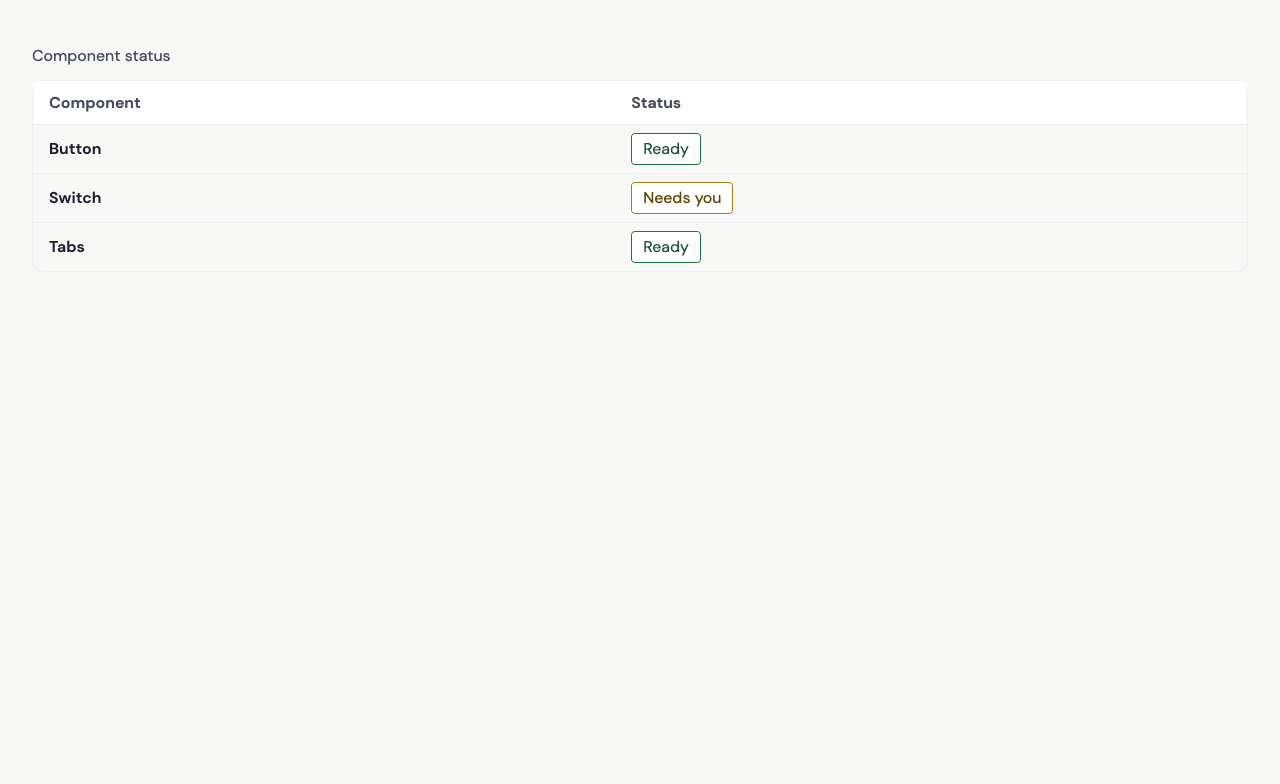 Component status
Component Status
Button Ready
Switch Needs you
Tabs Ready